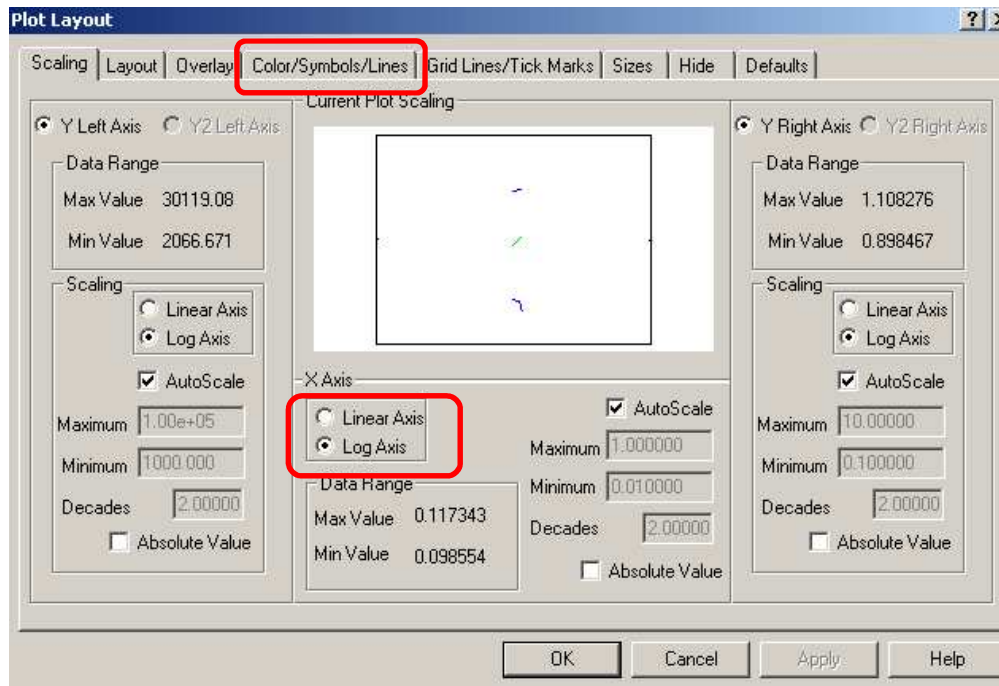 Plot Layout
Scaling Layout Overlay Color/Symbols/Lines Grid Lines/Tick Marks Sizes Hide Defaults
Y Left Axis Y2 Left Axis
Data Range
Max Value 30119.08
Min Value 2066.671
Scaling
Linear Axis
Log Axis
AutoScale
Maximum 1.00e+05
Minimum 1000.000
Decades 2.00000
Absolute Value
Current Plot Scaling
X Axis
Linear Axis
Log Axis
Data Range
Max Value 0.117343
Min Value 0.098554
AutoScale
Maximum 1.000000
Minimum 0.010000
Decades 2.00000
Absolute Value
Y Right Axis Y2 Right Axis
Data Range
Max Value 1.108276
Min Value 0.898467
Scaling
Linear Axis
Log Axis
AutoScale
Maximum 10.00000
Minimum 0.100000
Decades 2.00000
Absolute Value
OK Cancel Apply Help